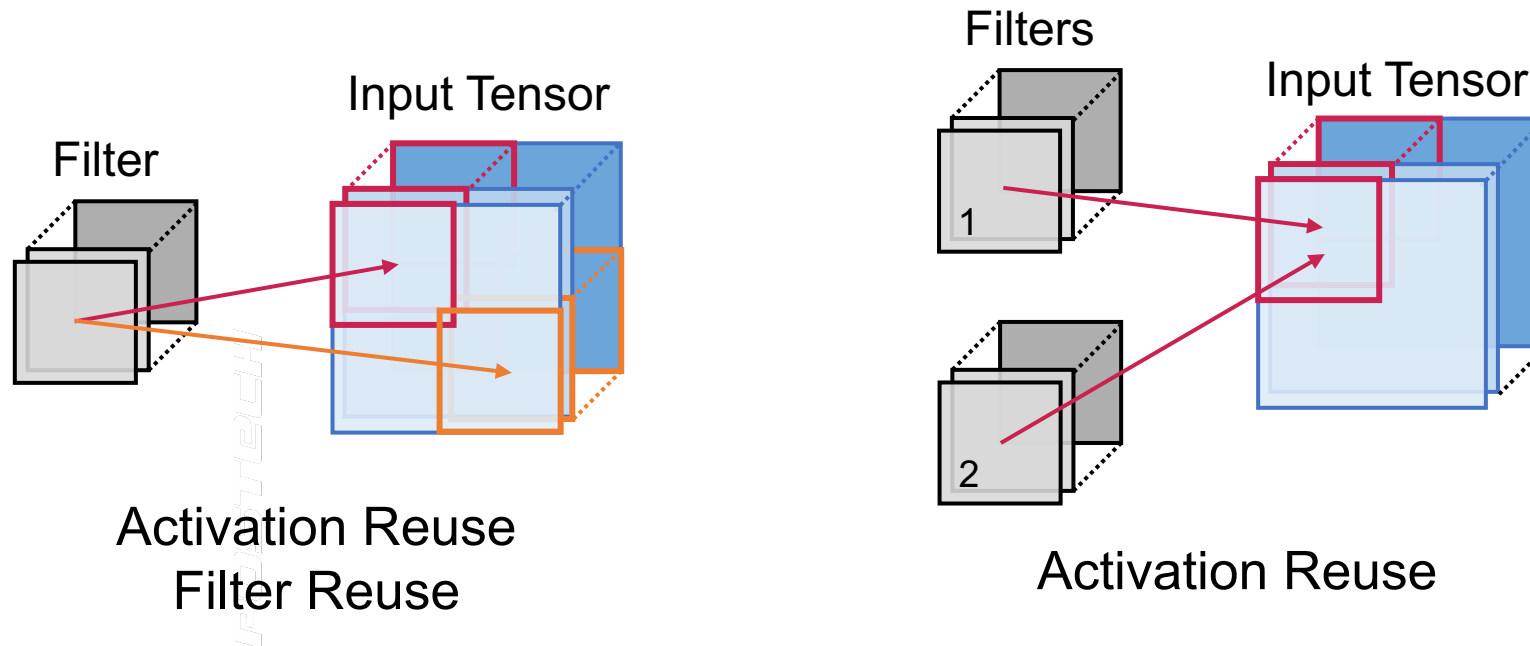 Filter
Input Tensor
Activation Reuse
Filter Reuse
Filters
1
2
Input Tensor
Activation Reuse